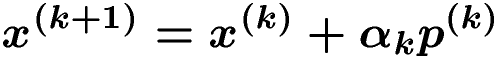 x^{(k+1)} = x^{(k)} + α_k p^{(k)}